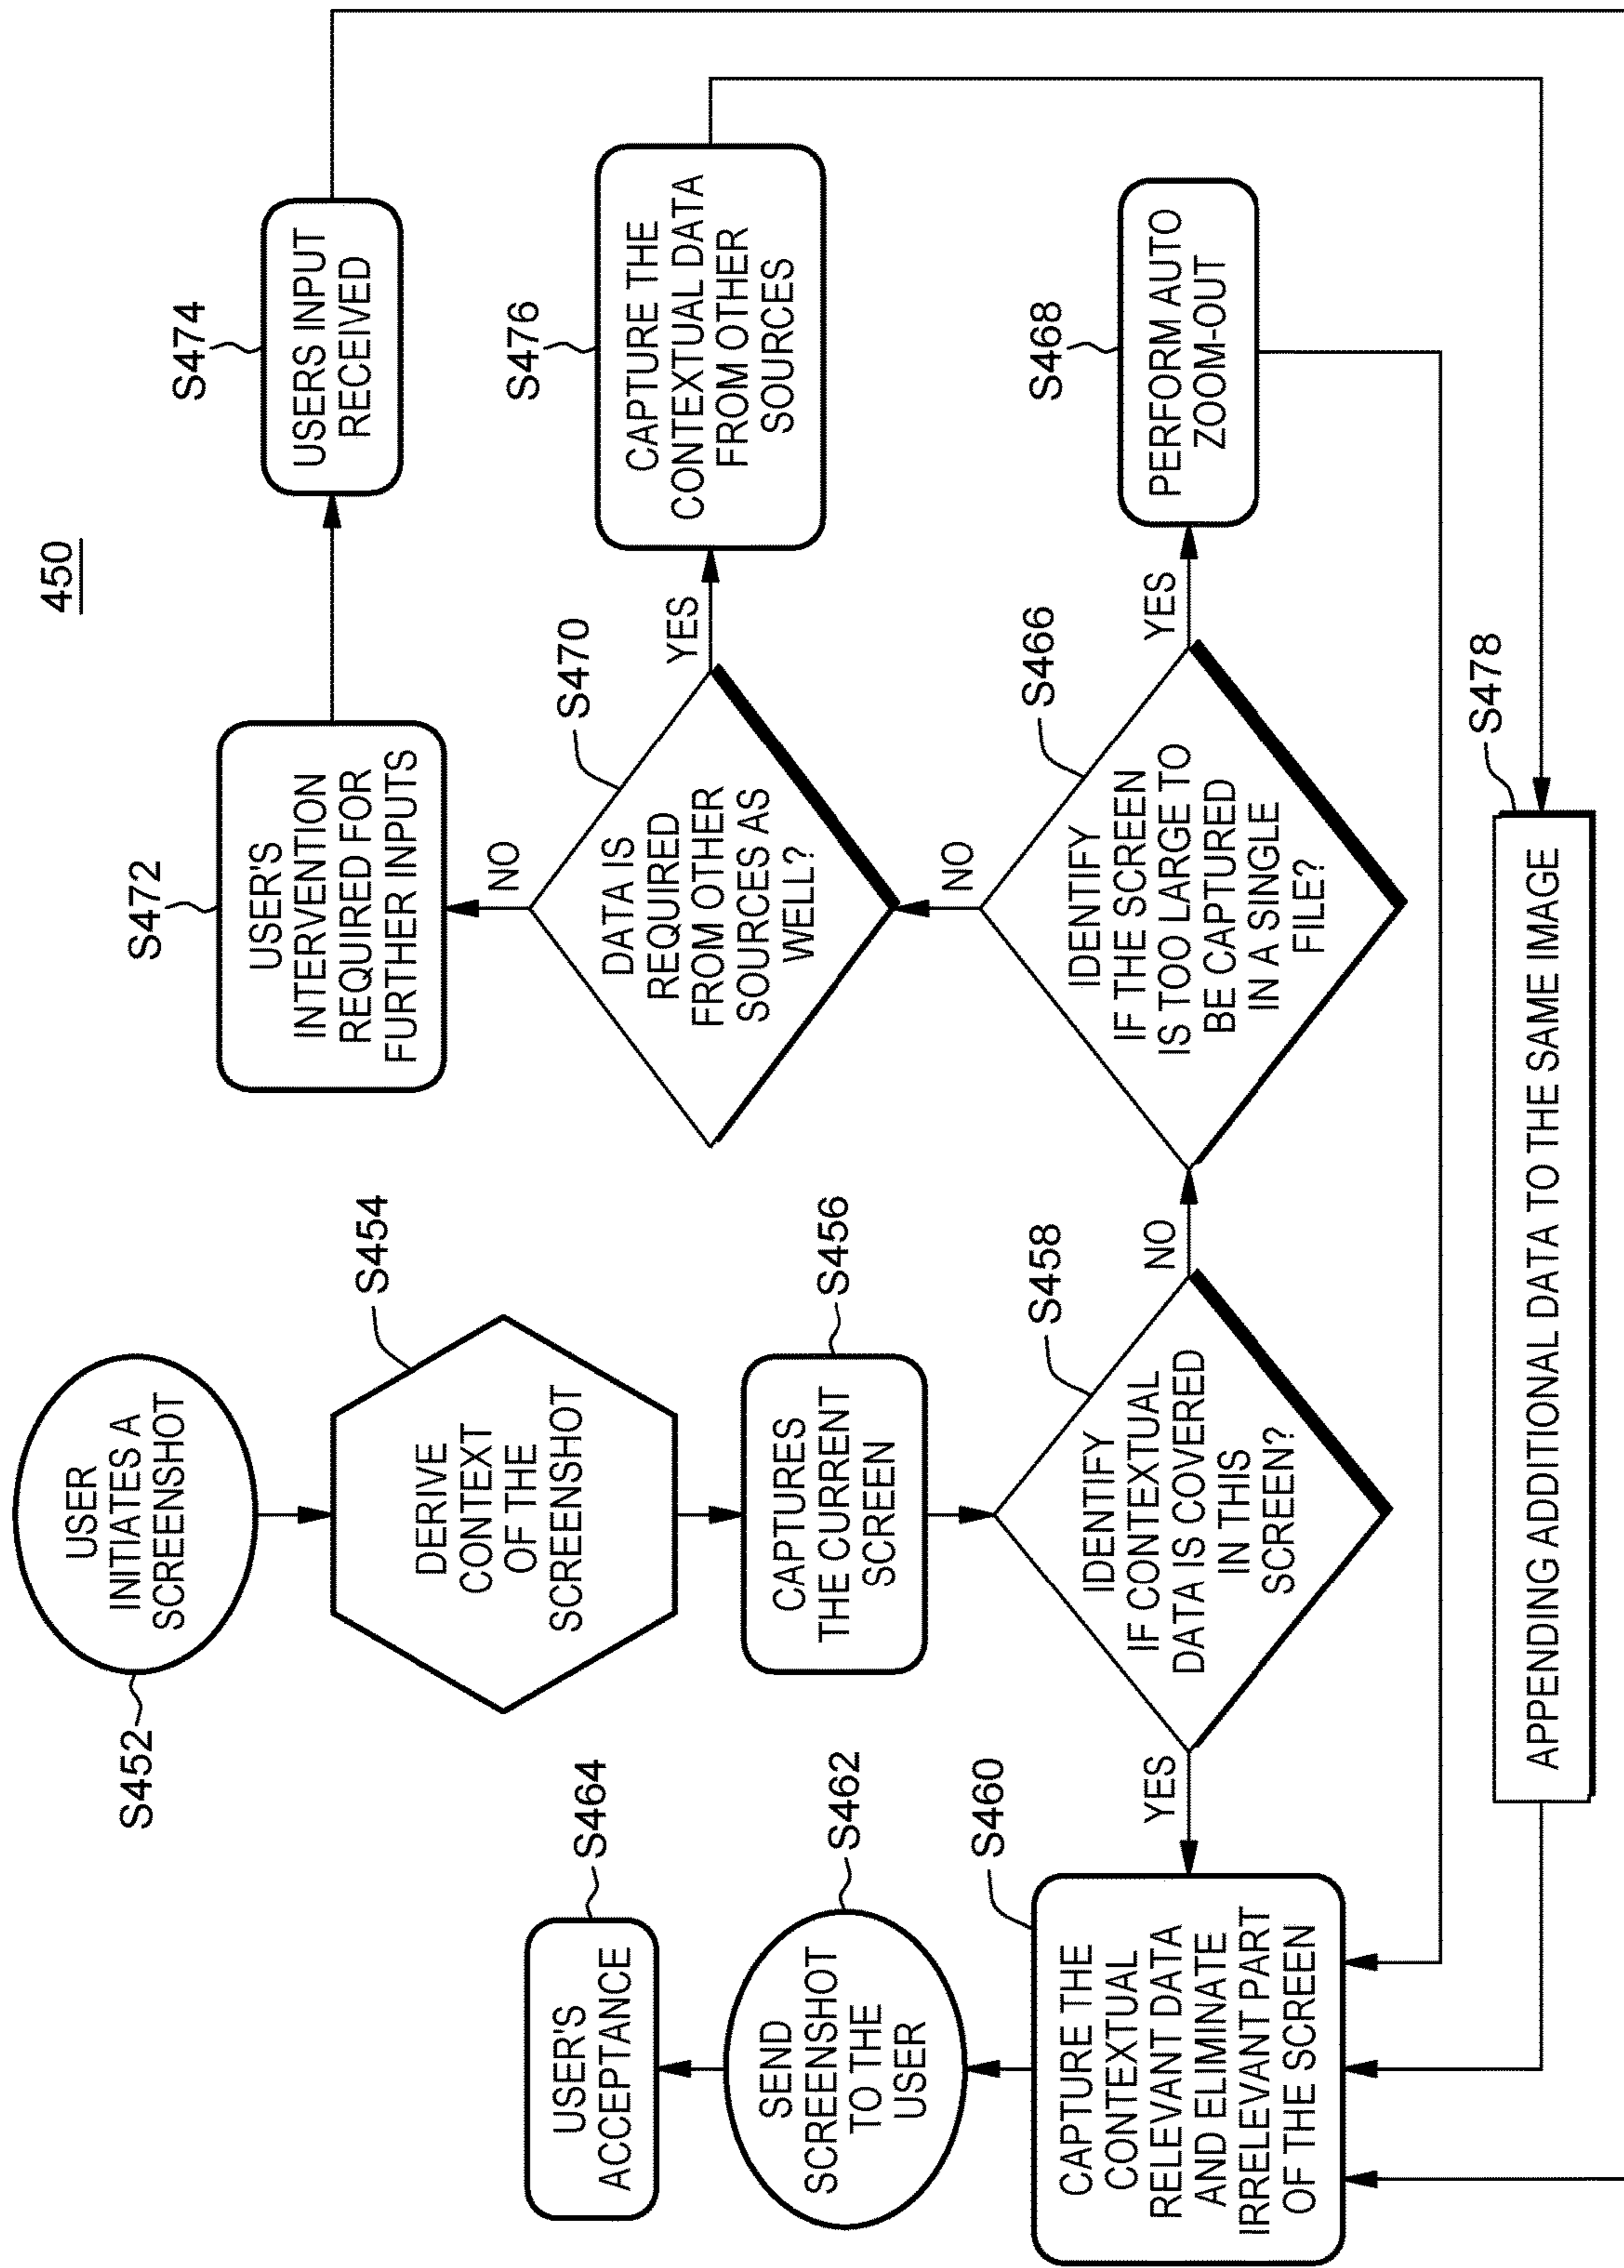 450
S452
USER
INITIATES A
SCREENSHOT
S454
DERIVE
CONTEXT
OF THE
SCREENSHOT
S456
CAPTURES
THE CURRENT
SCREEN
S458
IDENTIFY
IF CONTEXTUAL
DATA IS COVERED
IN THIS
SCREEN?
YES
NO
S460
CAPTURE THE
CONTEXTUAL
RELEVANT DATA
AND ELIMINATE
IRRELEVANT PART
OF THE SCREEN
S462
SEND
SCREENSHOT
TO THE
USER
S464
USER'S
ACCEPTANCE
S466
IDENTIFY
IF THE SCREEN
IS TOO LARGE TO
BE CAPTURED
IN A SINGLE
FILE?
YES
NO
S468
PERFORM AUTO
ZOOM-OUT
S470
DATA IS
REQUIRED
FROM OTHER
SOURCES AS
WELL?
YES
NO
S472
USER'S
INTERVENTION
REQUIRED FOR
FURTHER INPUTS
S474
USERS INPUT
RECEIVED
S476
CAPTURE THE
CONTEXTUAL DATA
FROM OTHER
SOURCES
S478
APPENDING ADDITIONAL DATA TO THE SAME IMAGE